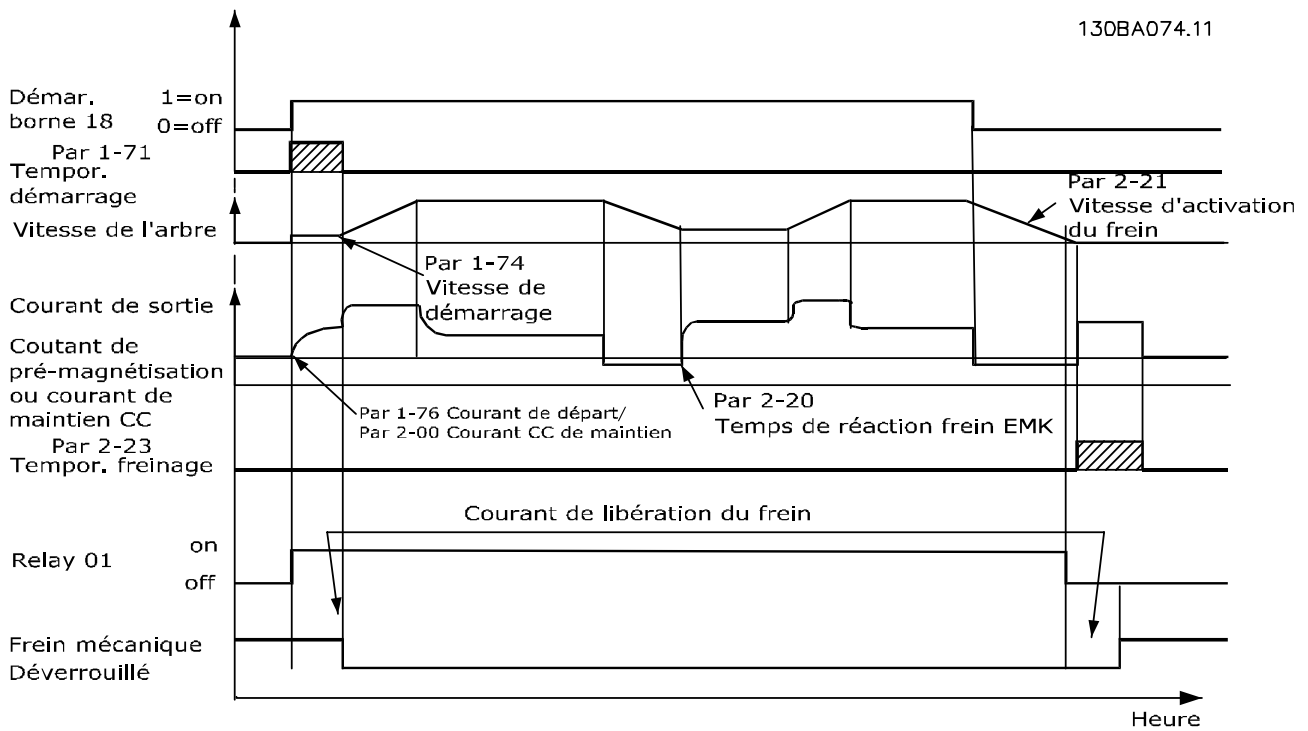 130BA074.11
Démar. 1=on
borne 18 0=off
Par 1-71
Tempor.
démarrage
Par 2-21
Vitesse d'activation
du frein
Vitesse de l'arbre
Par 1-74
Vitesse de
démarrage
Courant de sortie
Coutant de
pré-magnétisation
ou courant de
maintien CC
Par 1-76 Courant de départ/
Par 2-00 Courant CC de maintien
Par 2-20
Temps de réaction frein EMK
Par 2-23
Tempor. freinage
Courant de libération du frein
Relay 01 on
off
Frein mécanique
Déverrouillé
Heure